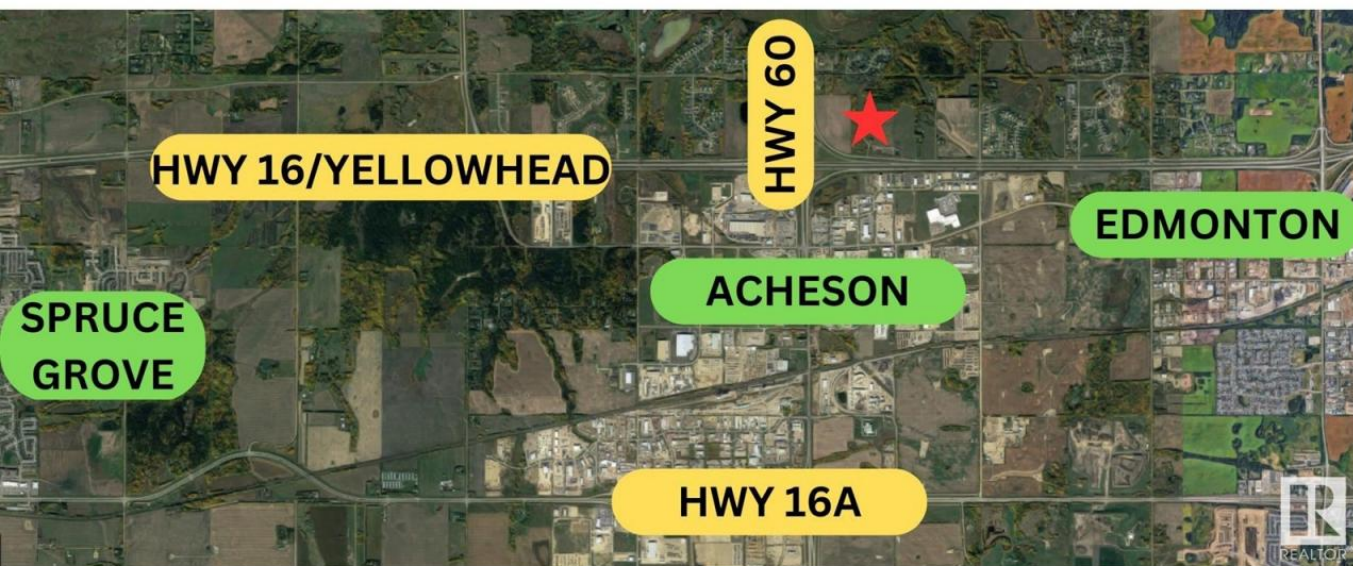 HWY 60
HWY 16/YELLOWHEAD
EDMONTON
ACHESON
SPRUCE
GROVE
HWY 16A
R
REALTOR